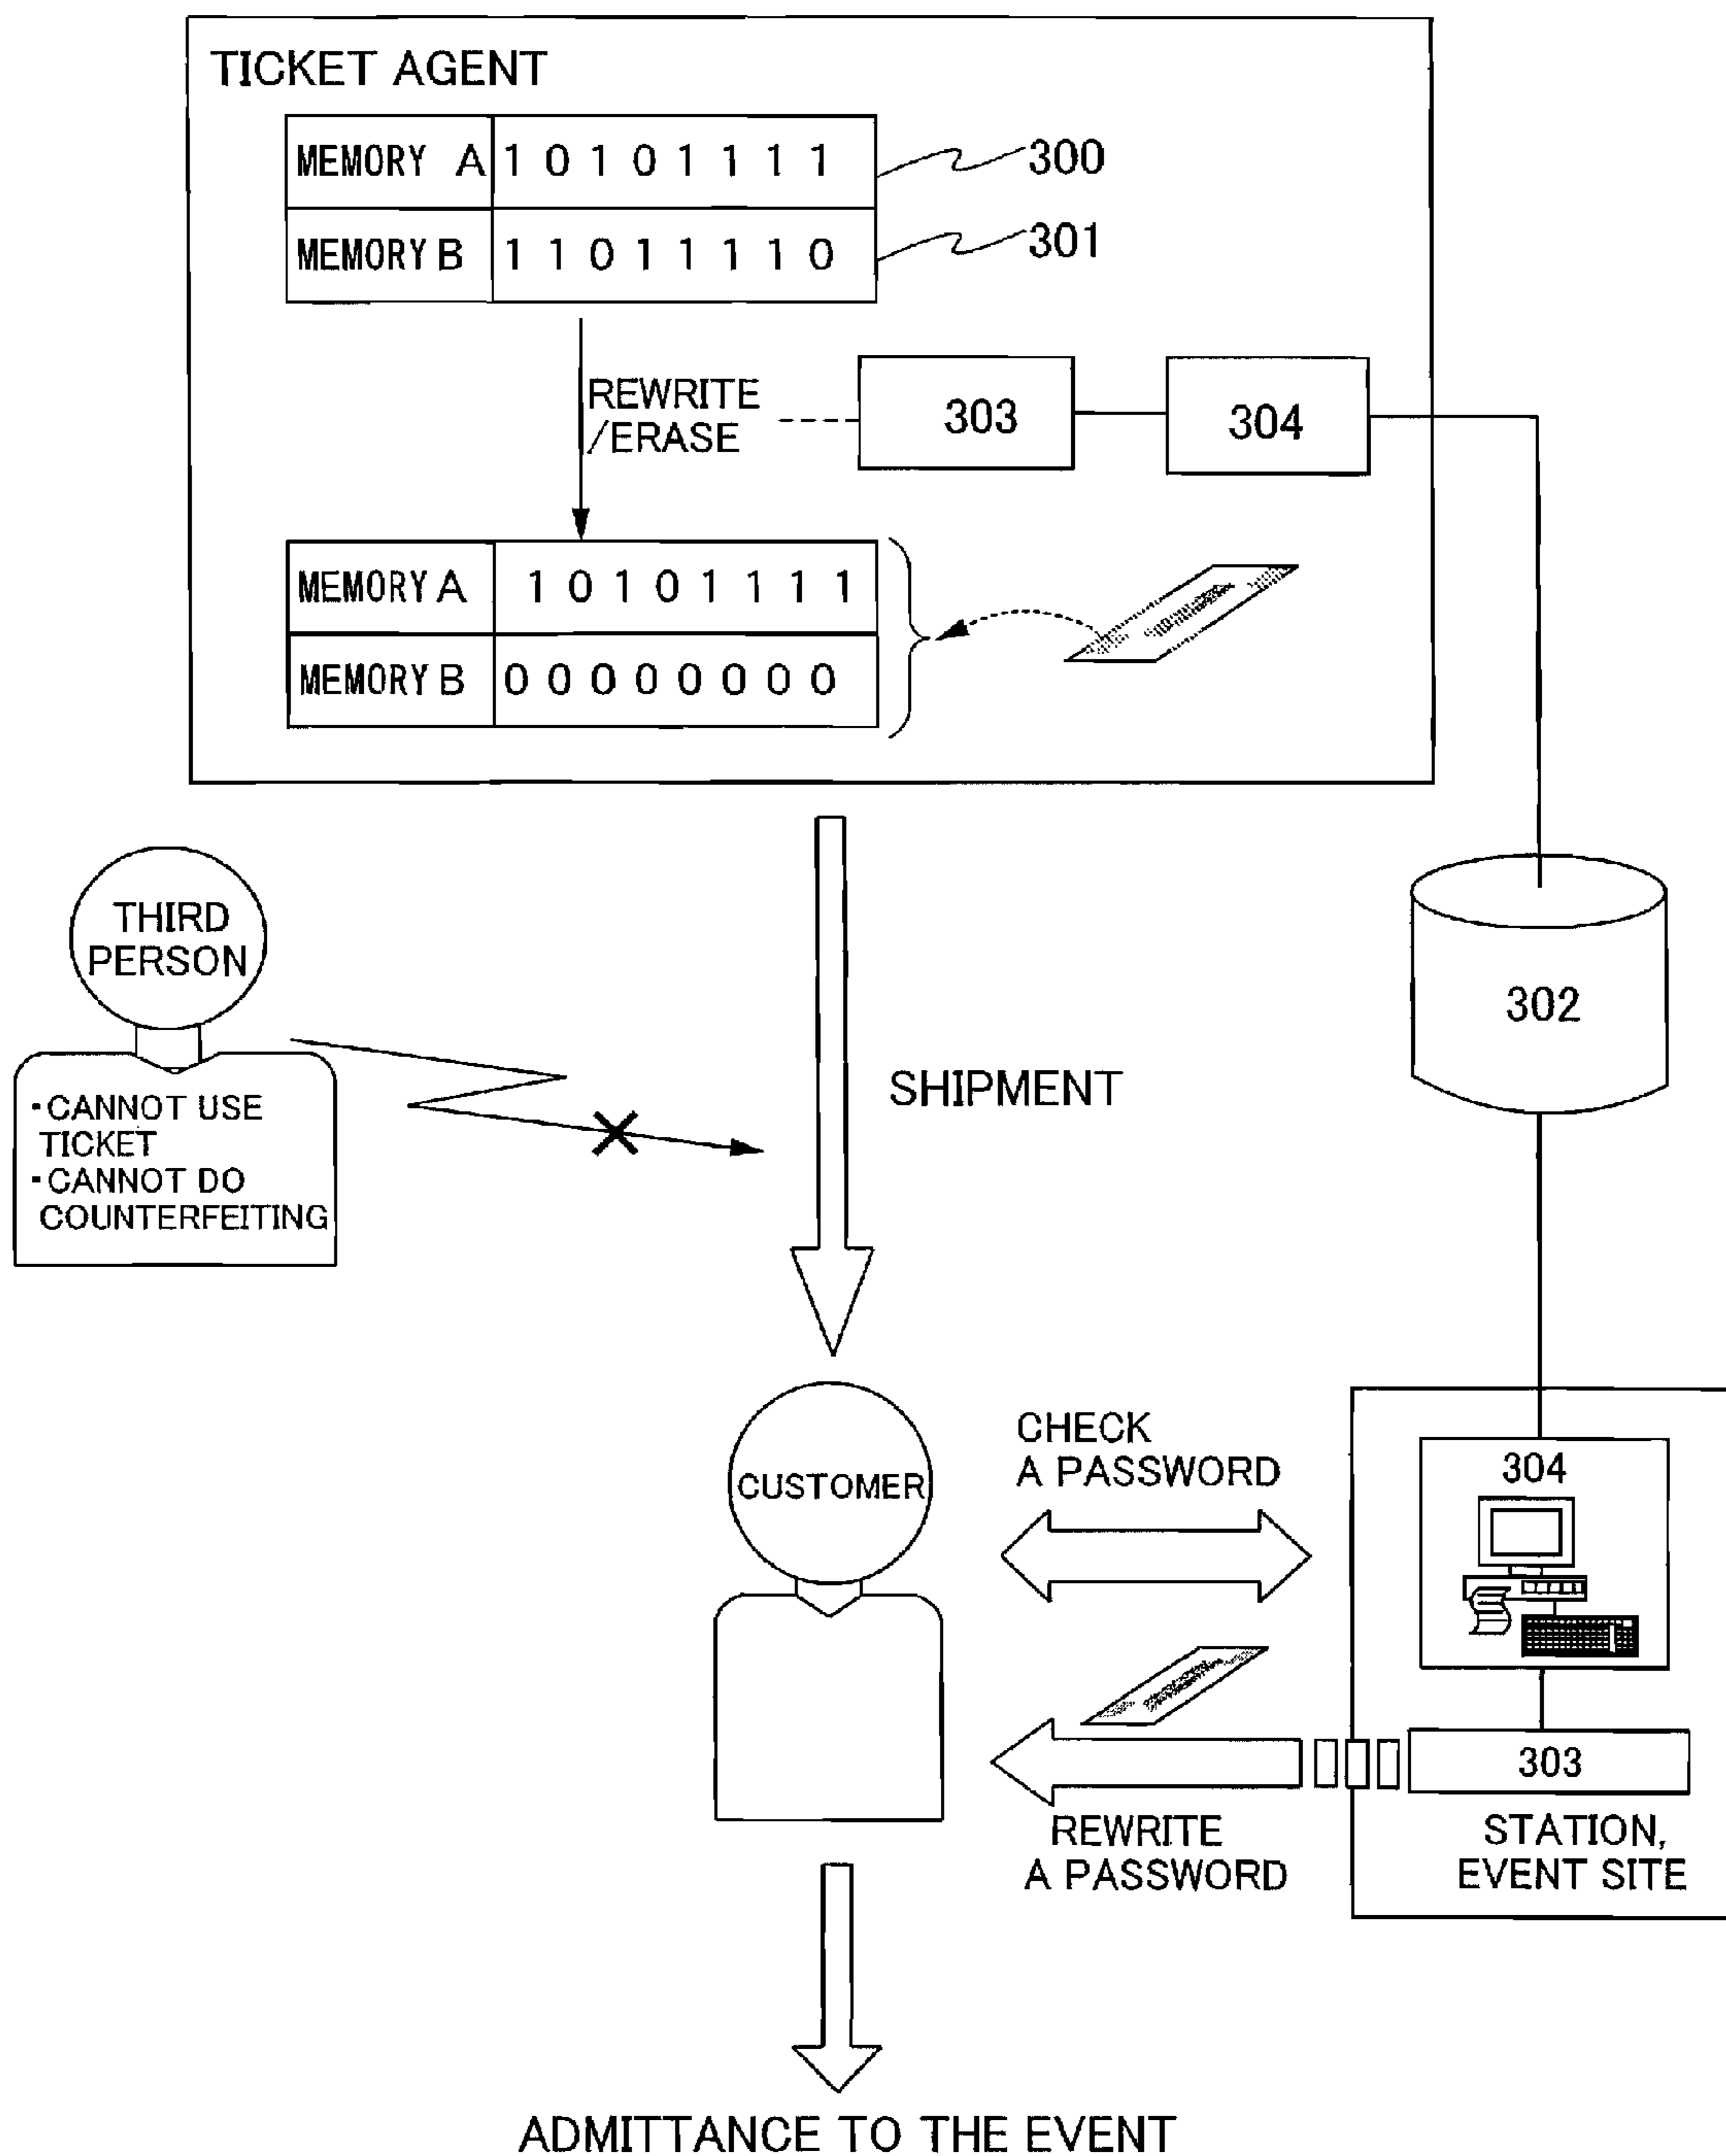 TICKET AGENT
MEMORY A 1 0 1 0 1 1 1 1
300
MEMORY B 1 1 0 1 1 1 1 0
301
REWRITE
/ERASE
303
304
MEMORY A 1 0 1 0 1 1 1 1
MEMORY B 0 0 0 0 0 0 0 0
THIRD
PERSON
302
SHIPMENT
・CANNOT USE
TICKET
・CANNOT DO
COUNTERFEITING
CUSTOMER
CHECK
A PASSWORD
304
303
REWRITE
A PASSWORD
STATION,
EVENT SITE
ADMITTANCE TO THE EVENT